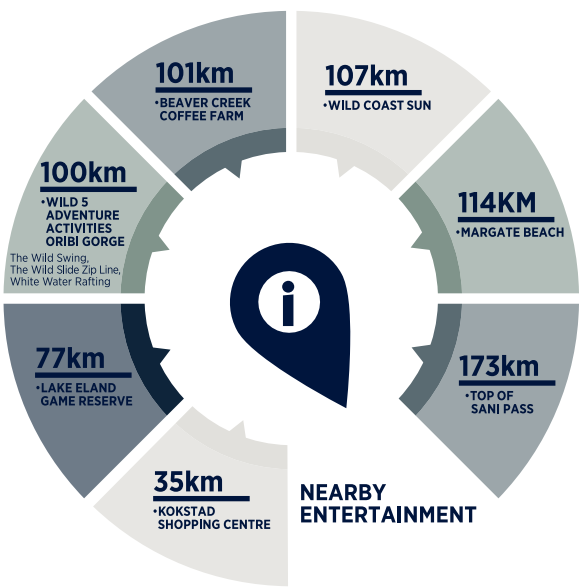 101km
•BEAVER CREEK
COFFEE FARM
107km
•WILD COAST SUN
100km
•WILD 5
ADVENTURE
ACTIVITIES
ORIBI GORGE
The Wild Swing,
The Wild Slide Zip Line,
White Water Rafting
114KM
•MARGATE BEACH
i
77km
•LAKE ELAND
GAME RESERVE
173km
•TOP OF
SANI PASS
35km
•KOKSTAD
SHOPPING CENTRE
NEARBY
ENTERTAINMENT